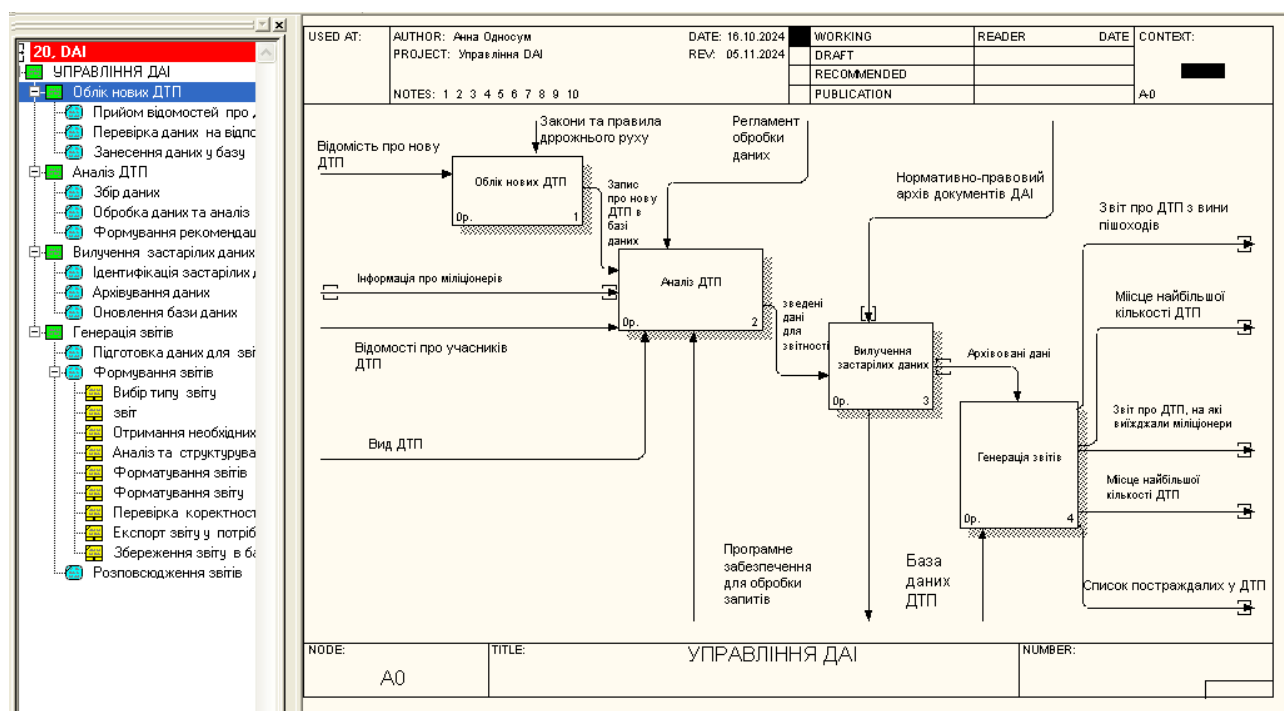 20, DAI
УПРАВЛІННЯ ДАІ
Облік нових ДТП
Прийом відомостей про
Перевірка даних на відпо
Занесення даних у базу
Аналіз ДТП
Збір даних
Обробка даних та аналіз
Формування рекомендац
Вилучення застарілих даних
Ідентифікація застарілих
Архівування даних
Оновлення бази даних
Генерація звітів
Підготовка даних для зві
Формування звітів
Вибір типу звіту
звіт
Отримання необхідних
Аналіз та структурува
Форматування звітів
Форматування звіту
Перевірка коректност
Експорт звіту у потріб
Збереження звіту в ба
Розповсюдження звітів
USED AT:
AUTHOR: Анна Односум
DATE: 16.10.2024
PROJECT: Управління DAI
REV: 05.11.2024
NOTES: 1 2 3 4 5 6 7 8 9 10
WORKING
DRAFT
RECOMMENDED
PUBLICATION
READER
DATE
CONTEXT:
A-0
Відомість про нову
ДТП
Закони та правила
дррожнього руху
Регламент
обробки
даних
Облік нових ДТП
0р.
1
Запис
про нову
ДТП в
базі
даних
Нормативно-правовий
архів документів ДАІ
Звіт про ДТП з вини
пішоходів
Інформація про міліціонерів
Аналіз ДТП
0р.
2
зведені
дані
для
звітності
Міісце найбільшої
кількості ДТП
Відомості про учасників
ДТП
Вилучення
застарілих даних
0р.
3
Архівовані дані
Звіт про ДТП, на які
виїжджали міліціонери
Вид ДТП
Генерація звітів
0р.
4
Місце найбільшої
кількості ДТП
Програмне
забезпечення
для обробки
запитів
База
даних
ДТП
Список постраждалих у ДТП
NODE:
A0
TITLE:
УПРАВЛІННЯ ДАІ
NUMBER: